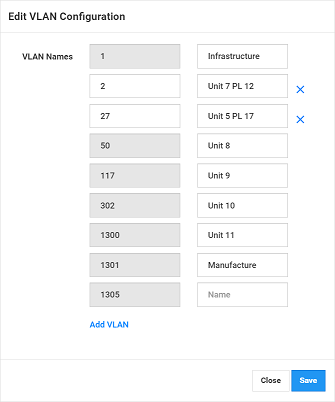 Edit VLAN Configuration
VLAN Names
1 Infrastructure
2 Unit 7 PL 12
27 Unit 5 PL 17
50 Unit 8
117 Unit 9
302 Unit 10
1300 Unit 11
1301 Manufacture
1305 Name
Add VLAN
Close Save